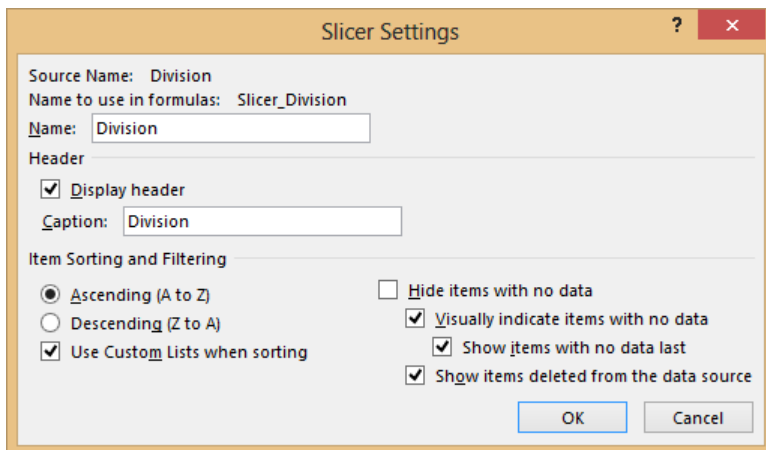 Slicer Settings
?
Source Name: Division
Name to use in formulas: Slicer_Division
Name: Division
Header
Display header
Caption: Division
Item Sorting and Filtering
Ascending (A to Z)
Descending (Z to A)
Use Custom Lists when sorting
Hide items with no data
Visually indicate items with no data
Show items with no data last
Show items deleted from the data source
OK Cancel